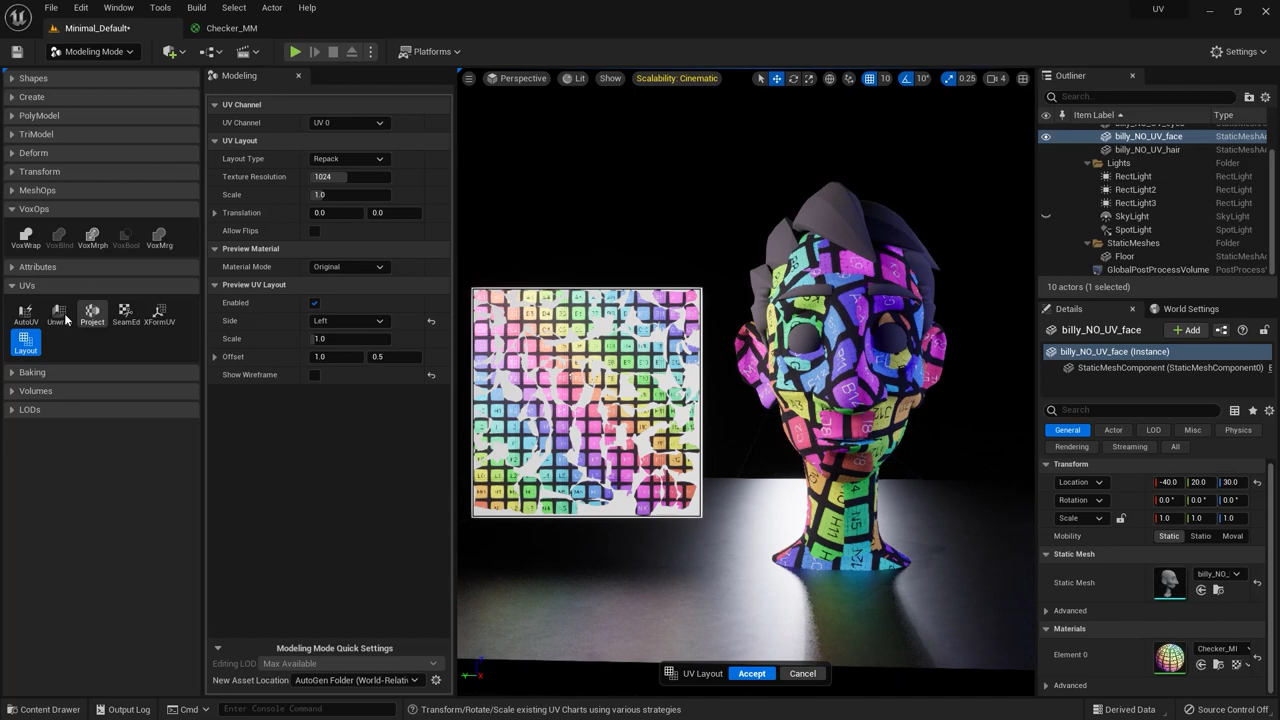 File Edit Window Tools Build Select Actor Help
UV
Minimal_Default•
Checker_MM
Modeling Mode
Platforms
Settings
Shapes
Create
PolyModel
TriModel
Deform
Transform
MeshOps
VoxOps
VoxWrap VoxBlnd VoxMrph VoxBool VoxMrg
Attributes
UVs
AutoUV Project SeamEd XFormUV
Layout
Baking
Volumes
LODs
Modeling
UV Channel
UV Channel UV 0
UV Layout
Layout Type Repack
Texture Resolution 1024
Scale 1.0
Translation 0.0 0.0
Allow Flips
Preview Material
Material Mode Original
Preview UV Layout
Enabled
Side Left
Scale 1.0
Offset 1.0 0.5
Show Wireframe
Modeling Mode Quick Settings
Editing LOD Max Available
New Asset Location AutoGen Folder (World-Relativ
Perspective Lit Show Scalability: Cinematic
10 10° 0.25 4
UV Layout Accept Cancel
Outliner
Search...
Item Label Type
billy_NO_UV_face StaticMeshAc
billy_NO_UV_hair StaticMeshAc
Lights Folder
RectLight RectLight
RectLight2 RectLight
RectLight3 RectLight
SkyLight SkyLight
SpotLight SpotLight
StaticMeshes Folder
Floor StaticMeshAc
GlobalPostProcessVolume PostProcess
10 actors (1 selected)
Details World Settings
billy_NO_UV_face Add
billy_NO_UV_face (Instance)
StaticMeshComponent (StaticMeshComponent0)
Search
General Actor LOD Misc Physics
Rendering Streaming All
Transform
Location -40.0 20.0 30.0
Rotation 0.0° 0.0° 0.0°
Scale 1.0 1.0 1.0
Mobility Static Statio Moval
Static Mesh
Static Mesh billy_NO_
Advanced
Materials
Element 0 Checker_MI
Advanced
Content Drawer Output Log Cmd Enter Console Command Transform/Rotate/Scale existing UV Charts using various strategies Derived Data Source Control Off